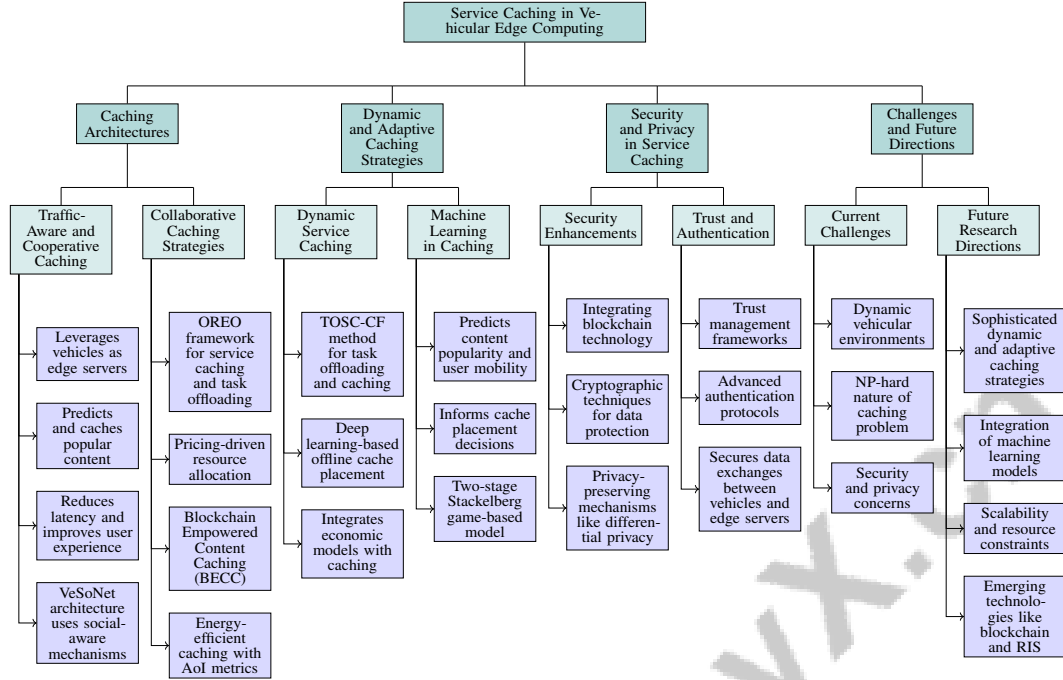 Service Caching in Ve-
hicular Edge Computing
Caching
Architectures
Dynamic
and Adaptive
Caching
Strategies
Security
and Privacy
in Service
Caching
Challenges
and Future
Directions
Traffic-
Aware and
Cooperative
Caching
Collaborative
Caching
Strategies
Dynamic
Service
Caching
Machine
Learning
in Caching
Security
Enhancements
Trust and
Authentication
Current
Challenges
Future
Research
Directions
Leverages
vehicles as
edge servers
Predicts
and caches
popular
content
Reduces
latency and
improves user
experience
VeSoNet
architecture
uses social-
aware
mechanisms
OREO
framework
for service
caching
and task
offloading
Pricing-driven
resource
allocation
Blockchain
Empowered
Content
Caching
(BECC)
Energy-
efficient
caching with
AoI metrics
TOSC-CF
method
for task
offloading
and caching
Deep
learning-based
offline cache
placement
Integrates
economic
models with
caching
Predicts
content
popularity and
user mobility
Informs cache
placement
decisions
Two-stage
Stackelberg
game-based
model
Integrating
blockchain
technology
Cryptographic
techniques
for data
protection
Privacy-
preserving
mechanisms
like differen-
tial privacy
Trust
management
frameworks
Advanced
authentication
protocols
Secures data
exchanges
between
vehicles and
edge servers
Dynamic
vehicular
environments
NP-hard
nature of
caching
problem
Security
and privacy
concerns
Sophisticated
dynamic
and adaptive
caching
strategies
Integration
of machine
learning
models
Scalability
and resource
constraints
Emerging
technolo-
gies like
blockchain
and RIS